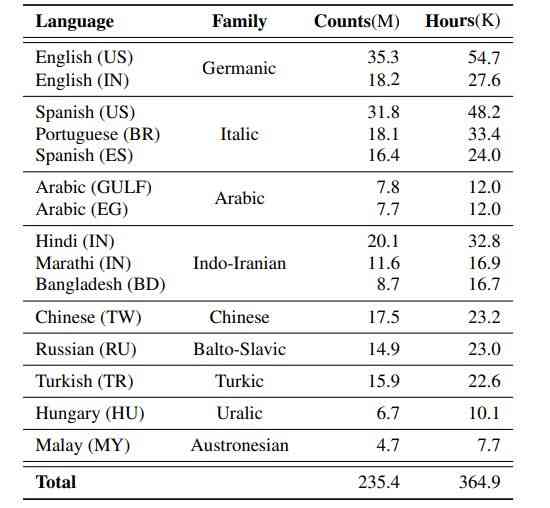 Language Family Counts(M) Hours(K)
English (US) Germanic 35.3 54.7
English (IN) 18.2 27.6
Spanish (US) 31.8 48.2
Portuguese (BR) Italic 18.1 33.4
Spanish (ES) 16.4 24.0
Arabic (GULF) Arabic 7.8 12.0
Arabic (EG) 7.7 12.0
Hindi (IN) 20.1 32.8
Marathi (IN) Indo-Iranian 11.6 16.9
Bangladesh (BD) 8.7 16.7
Chinese (TW) Chinese 17.5 23.2
Russian (RU) Balto-Slavic 14.9 23.0
Turkish (TR) Turkic 15.9 22.6
Hungary (HU) Uralic 6.7 10.1
Malay (MY) Austronesian 4.7 7.7
Total 235.4 364.9